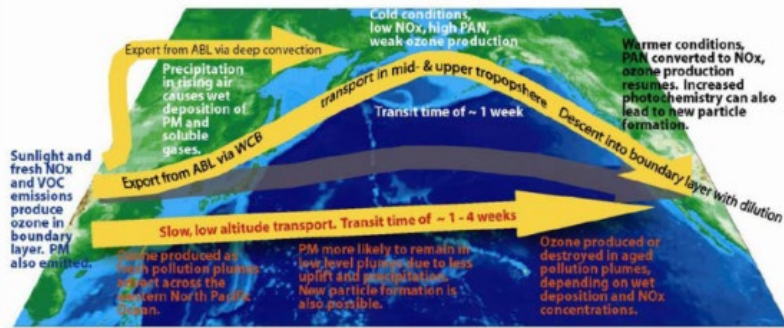 Cold conditions,
low NOx, high PAN,
weak ozone production
Export from ABL via deep convection
Precipitation
in rising air
causes wet
deposition of
PM and
soluble
gases.
transport in mid- & upper tropopshere
Transit time of ~ 1 week
Warmer conditions,
PAN converted to NOx,
ozone production
resumes. Increased
photochemistry can also
lead to new particle
formation.
Export from ABL via WCB
Descent into boundary layer with dilution
Sunlight and
fresh NOx
and VOC
emissions
produce
ozone in
boundary
layer. PM
also emitted.
Slow, low altitude transport. Transit time of ~ 1 - 4 weeks
Ozone produced as
fresh pollution plumes
advect across the
western North Pacific
Ocean.
PM more likely to remain in
low level plumes due to less
uplift and precipitation.
New particle formation is
also possible.
Ozone produced or
destroyed in aged
pollution plumes,
depending on wet
deposition and NOx
concentrations.